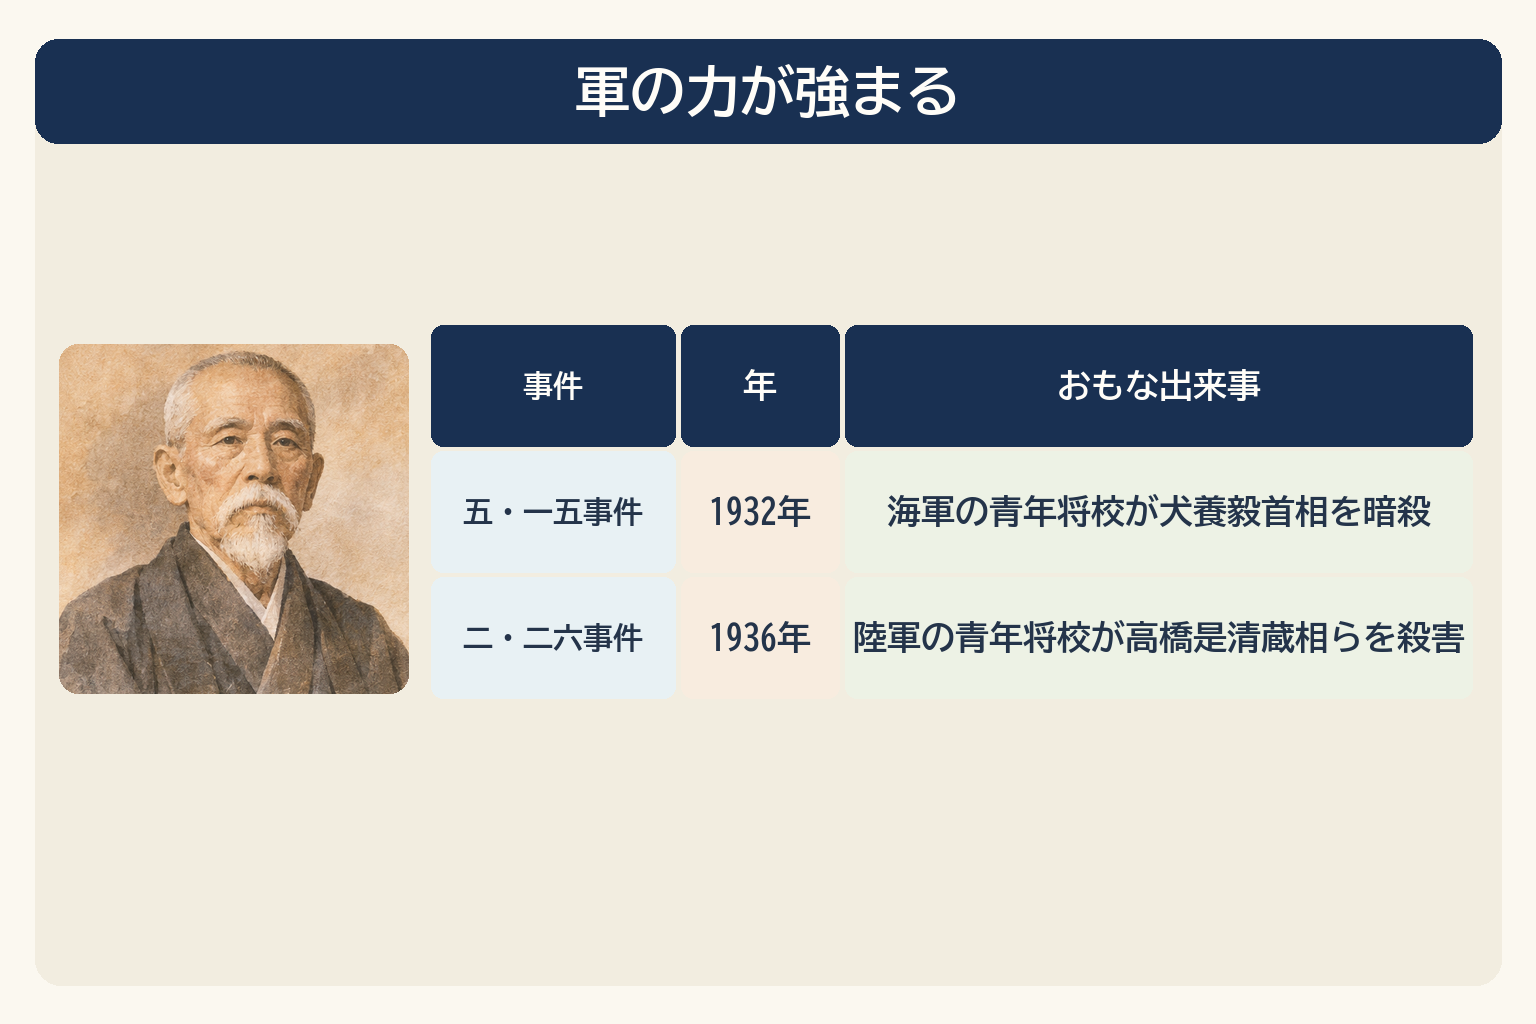 軍の力が強まる
事件 年 おもな出来事
五・一五事件 1932年 海軍の青年将校が犬養毅首相を暗殺
二・二六事件 1936年 陸軍の青年将校が高橋是清蔵相らを殺害